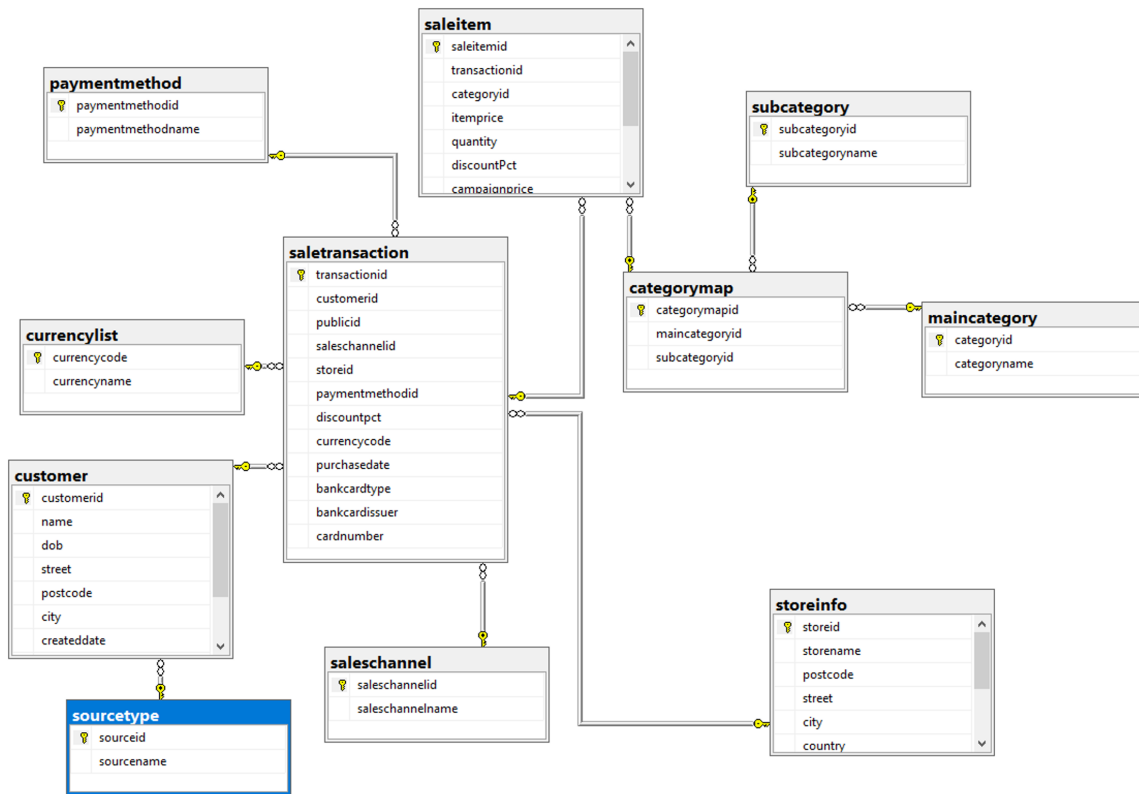 saleitem
saleitemid
transactionid
categoryid
itemprice
quantity
discountPct
campaignprice
paymentmethod
paymentmethodid
paymentmethodname
subcategory
subcategoryid
subcategoryname
saletransaction
transactionid
customerid
publicid
saleschannelid
storeid
paymentmethodid
discountpct
currencycode
purchasedate
bankcardtype
bankcardissuer
cardnumber
categorymap
categorymapid
maincategoryid
subcategoryid
maincategory
categoryid
categoryname
currencylist
currencycode
currencyname
customer
customerid
name
dob
street
postcode
city
createddate
storeinfo
storeid
storename
postcode
street
city
country
saleschannel
saleschannelid
saleschannelname
sourcetype
sourceid
sourcename